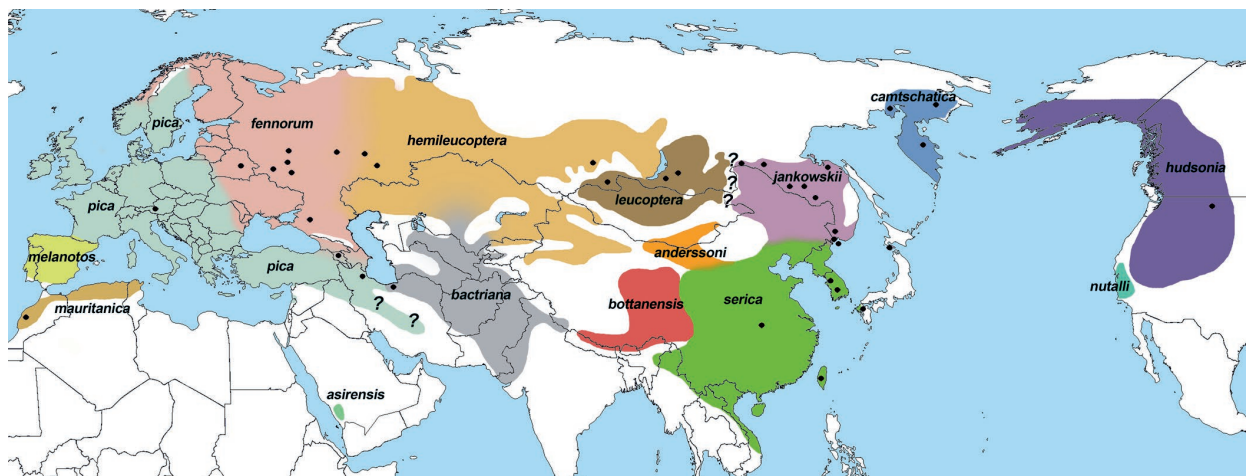 camtschatica
pica
fennorum
hemileucoptera
hudsonia
?
jankowskii
?
leucoptera
?
pica
anderssoni
melanotos
pica
nutalli
bactriana
bottanensis
serica
mauritanica
?
?
asirensis